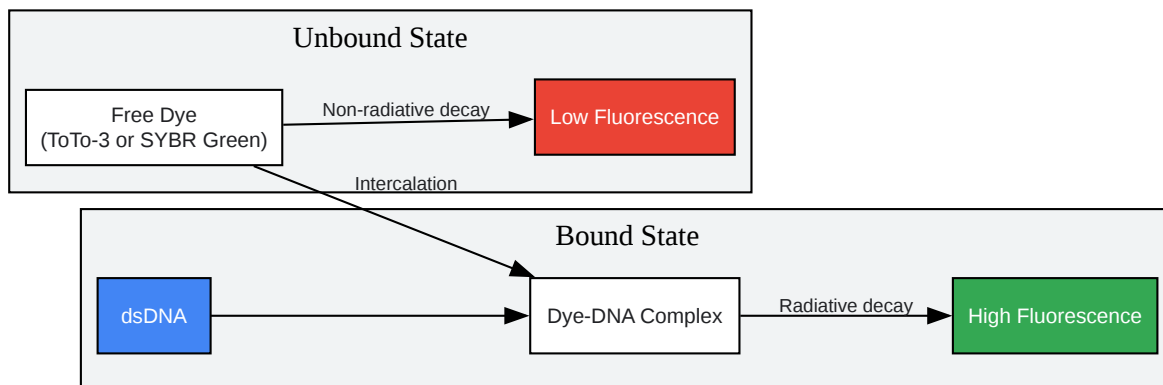 Unbound State
Free Dye
(ToTo-3 or SYBR Green)
Non-radiative decay
Low Fluorescence
Intercalation
Bound State
dsDNA
Dye-DNA Complex
Radiative decay
High Fluorescence